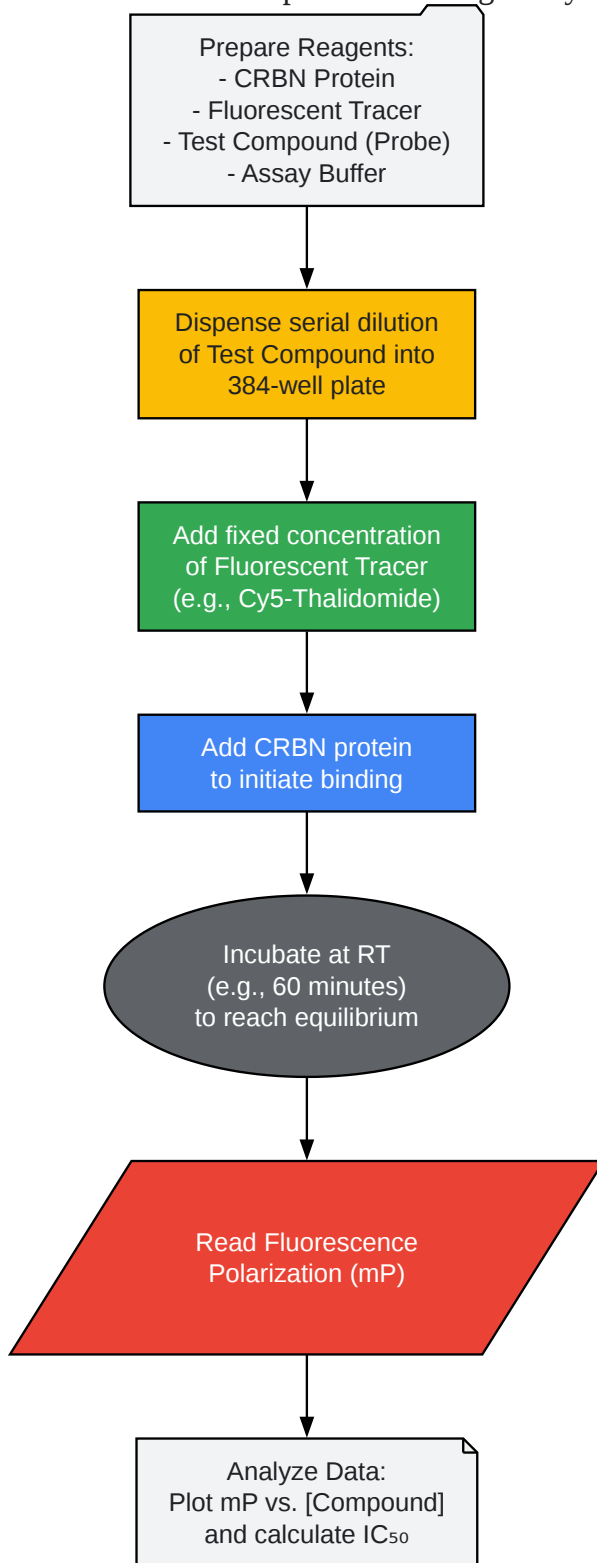 Prepare Reagents:
- CRBN Protein
- Fluorescent Tracer
- Test Compound (Probe)
- Assay Buffer
Dispense serial dilution
of Test Compound into
384-well plate
Add fixed concentration
of Fluorescent Tracer
(e.g., Cy5-Thalidomide)
Add CRBN protein
to initiate binding
Incubate at RT
(e.g., 60 minutes)
to reach equilibrium
Read Fluorescence
Polarization (mP)
Analyze Data:
Plot mP vs. [Compound]
and calculate IC₅₀